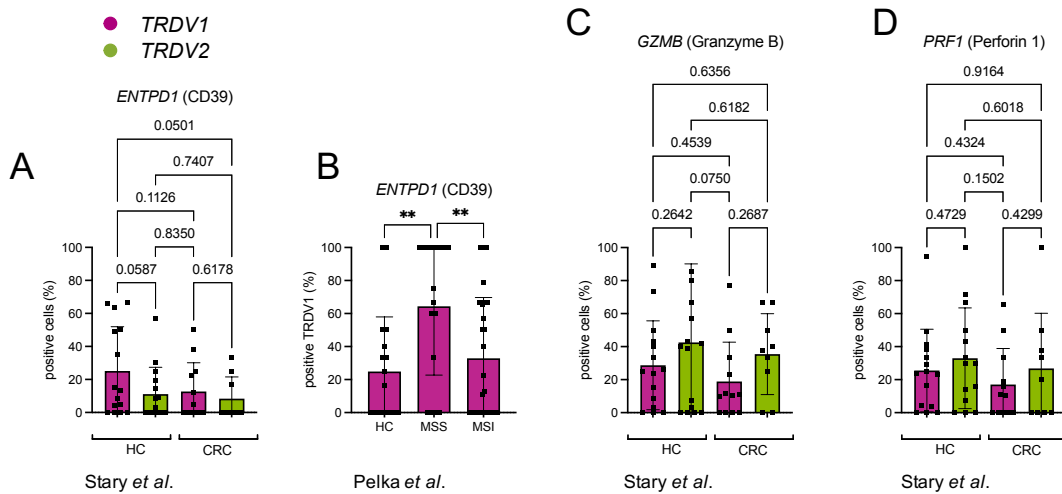 TRDV1
TRDV2
A
ENTPD1 (CD39)
0.0501
0.7407
0.1126
0.8350
0.0587
0.6178
positive cells (%)
100
80
60
40
20
0
HC
CRC
Stary et al.
B
ENTPD1 (CD39)
**
**
positive TRDV1 (%)
100
80
60
40
20
0
HC
MSS
MSI
Pelka et al.
C
GZMB (Granzyme B)
0.6356
0.6182
0.4539
0.0750
0.2642
0.2687
positive cells (%)
100
80
60
40
20
0
HC
CRC
Stary et al.
D
PRF1 (Perforin 1)
0.9164
0.6018
0.4324
0.1502
0.4729
0.4299
positive cells (%)
100
80
60
40
20
0
HC
CRC
Stary et al.